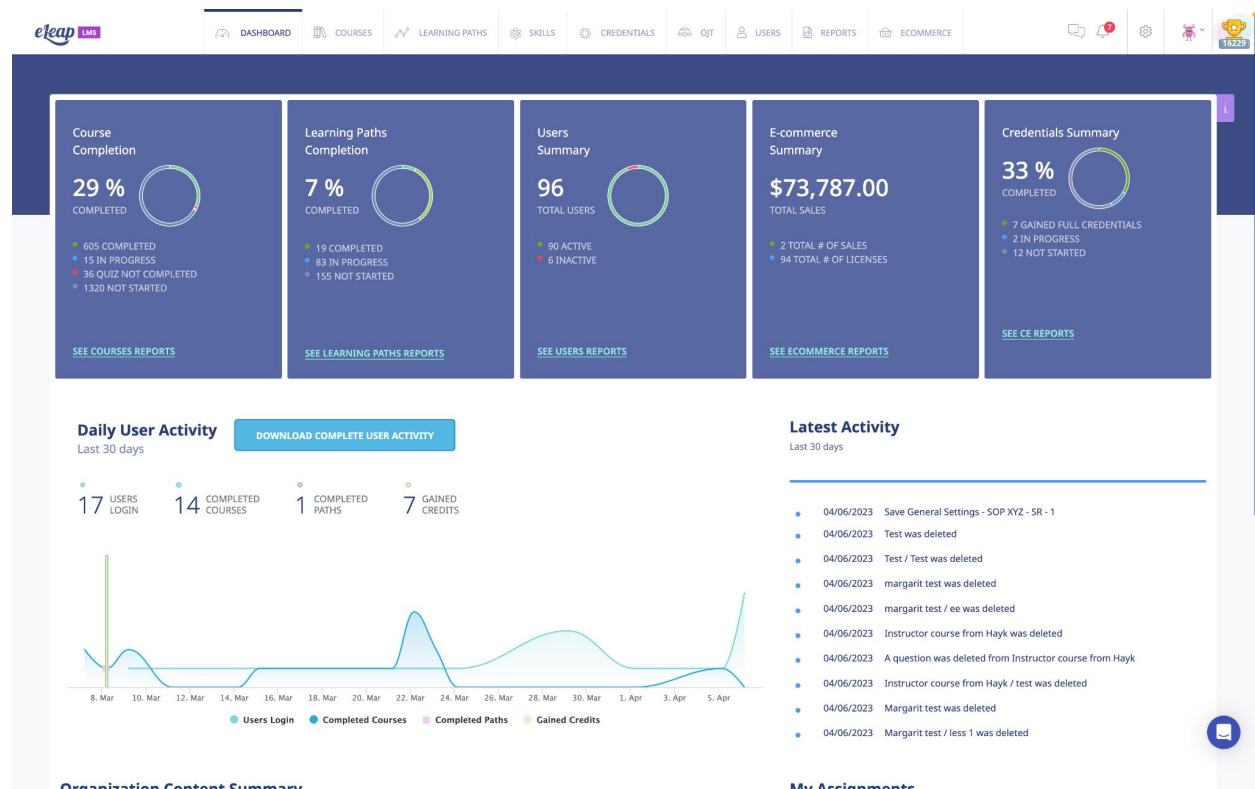 eleap LMS
DASHBOARD
COURSES
LEARNING PATHS
SKILLS
CREDENTIALS
OJT
USERS
REPORTS
ECOMMERCE
7
16229
i
Course
Completion
29 %
COMPLETED
605 COMPLETED
15 IN PROGRESS
36 QUIZ NOT COMPLETED
1320 NOT STARTED
SEE COURSES REPORTS
Learning Paths
Completion
7 %
COMPLETED
19 COMPLETED
83 IN PROGRESS
155 NOT STARTED
SEE LEARNING PATHS REPORTS
Users
Summary
96
TOTAL USERS
90 ACTIVE
6 INACTIVE
SEE USERS REPORTS
E-commerce
Summary
$73,787.00
TOTAL SALES
2 TOTAL # OF SALES
94 TOTAL # OF LICENSES
SEE ECOMMERCE REPORTS
Credentials Summary
33 %
COMPLETED
7 GAINED FULL CREDENTIALS
2 IN PROGRESS
12 NOT STARTED
SEE CE REPORTS
Daily User Activity
Last 30 days
DOWNLOAD COMPLETE USER ACTIVITY
17 USERS LOGIN
14 COMPLETED COURSES
1 COMPLETED PATHS
7 GAINED CREDITS
8. Mar 10. Mar 12. Mar 14. Mar 16. Mar 18. Mar 20. Mar 22. Mar 24. Mar 26. Mar 28. Mar 30. Mar 1. Apr 3. Apr 5. Apr
Users Login Completed Courses Completed Paths Gained Credits
Latest Activity
Last 30 days
04/06/2023 Save General Settings - SOP XYZ - SR - 1
04/06/2023 Test was deleted
04/06/2023 Test / Test was deleted
04/06/2023 margarit test was deleted
04/06/2023 margarit test / ee was deleted
04/06/2023 Instructor course from Hayk was deleted
04/06/2023 A question was deleted from Instructor course from Hayk
04/06/2023 Instructor course from Hayk / test was deleted
04/06/2023 Margarit test was deleted
04/06/2023 Margarit test / less 1 was deleted
Organization Content Summary
My Assignments